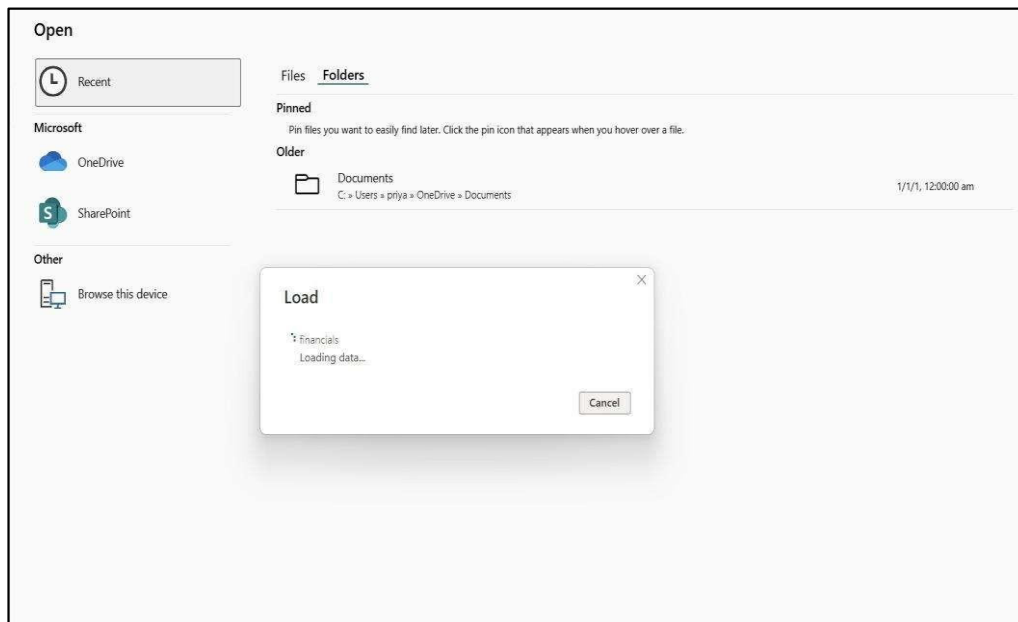 Open
Recent
Microsoft
OneDrive
SharePoint
Other
Browse this device
Files Folders
Pinned
Pin files you want to easily find later. Click the pin icon that appears when you hover over a file.
Older
Documents
C: » Users » priya » OneDrive » Documents
1/1/1, 12:00:00 am
Load
financials
Loading data...
Cancel